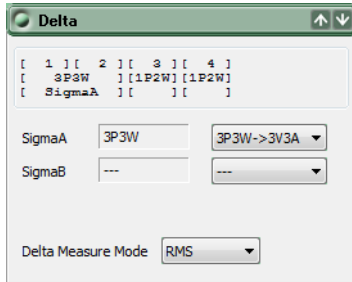 Delta
[ 1 ][ 2 ][ 3 ][ 4 ]
[ 3P3W ][1P2W][1P2W]
[ SigmaA ][ ][ ]
SigmaA 3P3W 3P3W->3V3A
SigmaB --- ---
Delta Measure Mode RMS